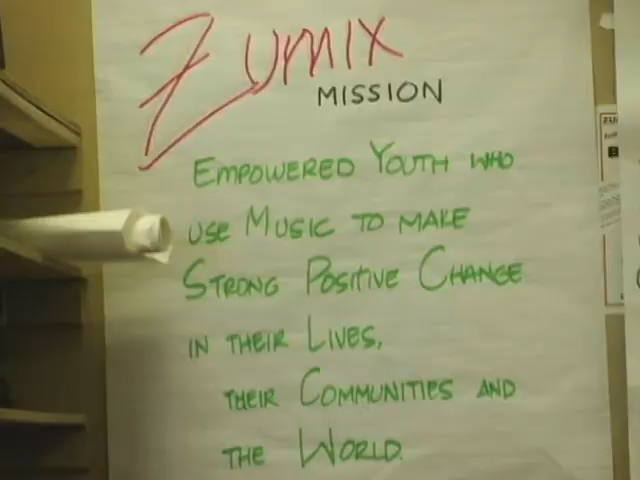 Zumix
MISSION
EMPOWERED YOUTH WHO
USE MUSIC TO MAKE
STRONG POSITIVE CHANGE
IN THEIR LIVES,
THEIR COMMUNITIES AND
THE WORLD.
ZU